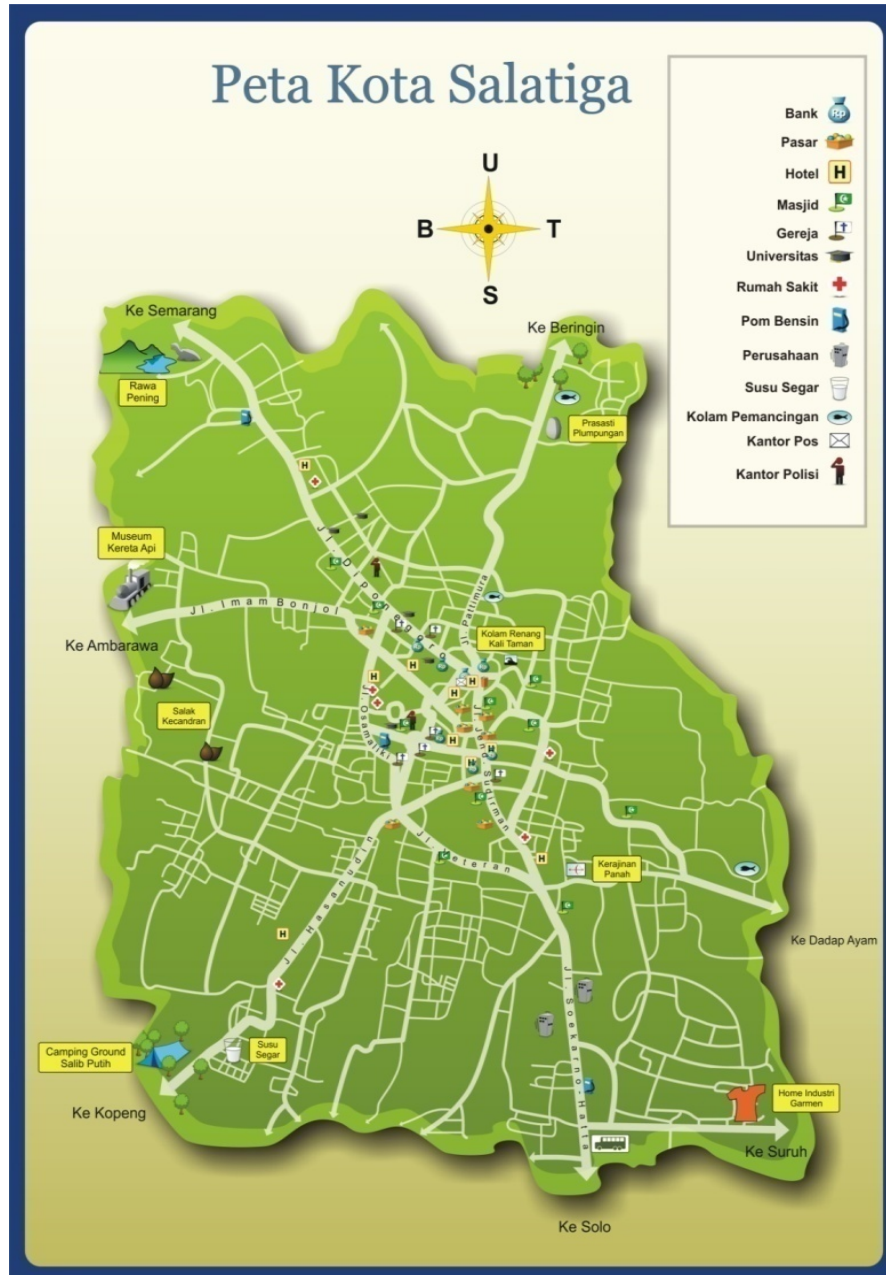 Peta Kota Salatiga
Bank
Rp
Pasar
Hotel
H
Masjid
Gereja
Universitas
Rumah Sakit
Pom Bensin
Perusahaan
Susu Segar
Kolam Pemancingan
Kantor Pos
Kantor Polisi
U
B
T
S
Ke Semarang
Ke Beringin
Rawa
Pening
Prasasti
Plumpungan
H
Museum
Kereta Api
Jl. Diponegoro
Jl. Pattimura
Jl. Imam Bonjol
Ke Ambarawa
Kolam Renang
Kali Taman
H
H
H
H
Salak
Kecandran
Jl. Osamaliki
Jl. Jend. Sudirman
H
H
H
Jl. Veteran
H
Kerajinan
Panah
Jl. Hasanudin
H
Ke Dadap Ayam
Jl. Soekarno-Hatta
Camping Ground
Salib Putih
Susu
Segar
Ke Kopeng
Home Industri
Garmen
Ke Suruh
Ke Solo